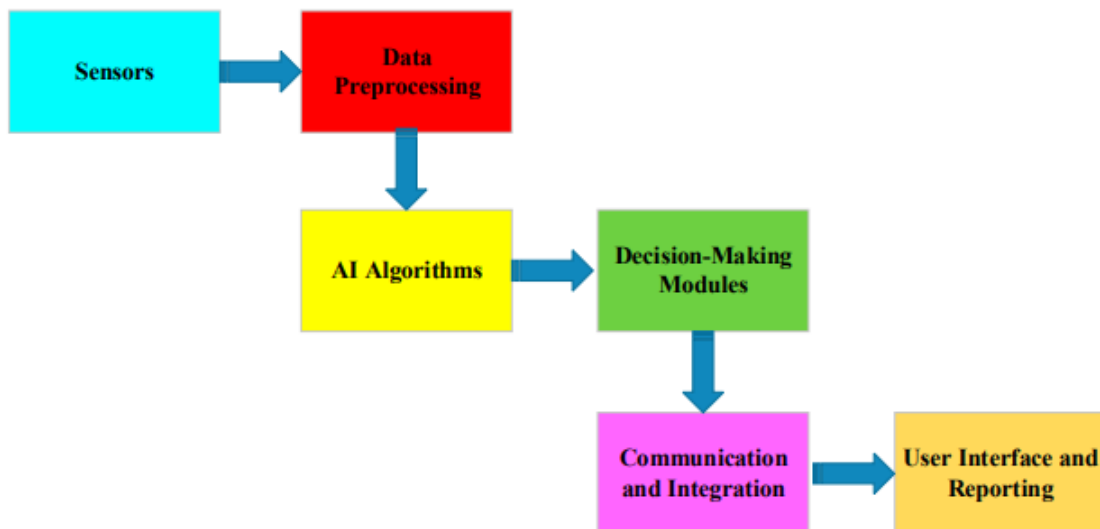 Sensors
Data
Preprocessing
AI Algorithms
Decision-Making
Modules
Communication
and Integration
User Interface and
Reporting